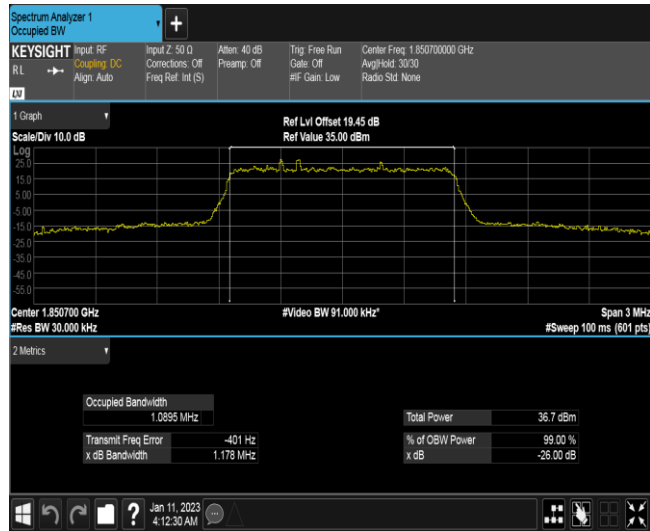 Spectrum Analyzer 1
Occupied BW
+
KEYSIGHT
RL
LXI
Input: RF
Coupling: DC
Align: Auto
Input Z: 50 Ω
Corrections: Off
Freq Ref: Int (S)
Atten: 40 dB
Preamp: Off
Trig: Free Run
Gate: Off
#IF Gain: Low
Center Freq: 1.850700000 GHz
Avg|Hold: 30/30
Radio Std: None
1 Graph
Scale/Div 10.0 dB
Ref Lvl Offset 19.45 dB
Ref Value 35.00 dBm
Log
25.0
15.0
5.00
-5.00
-15.0
-25.0
-35.0
-45.0
-55.0
Center 1.850700 GHz
#Video BW 91.000 kHz*
Span 3 MHz
#Res BW 30.000 kHz
#Sweep 100 ms (601 pts)
2 Metrics
Occupied Bandwidth
1.0895 MHz
Total Power 36.7 dBm
Transmit Freq Error -401 Hz
% of OBW Power 99.00 %
x dB Bandwidth 1.178 MHz
x dB -26.00 dB
?
Jan 11, 2023
4:12:30 AM